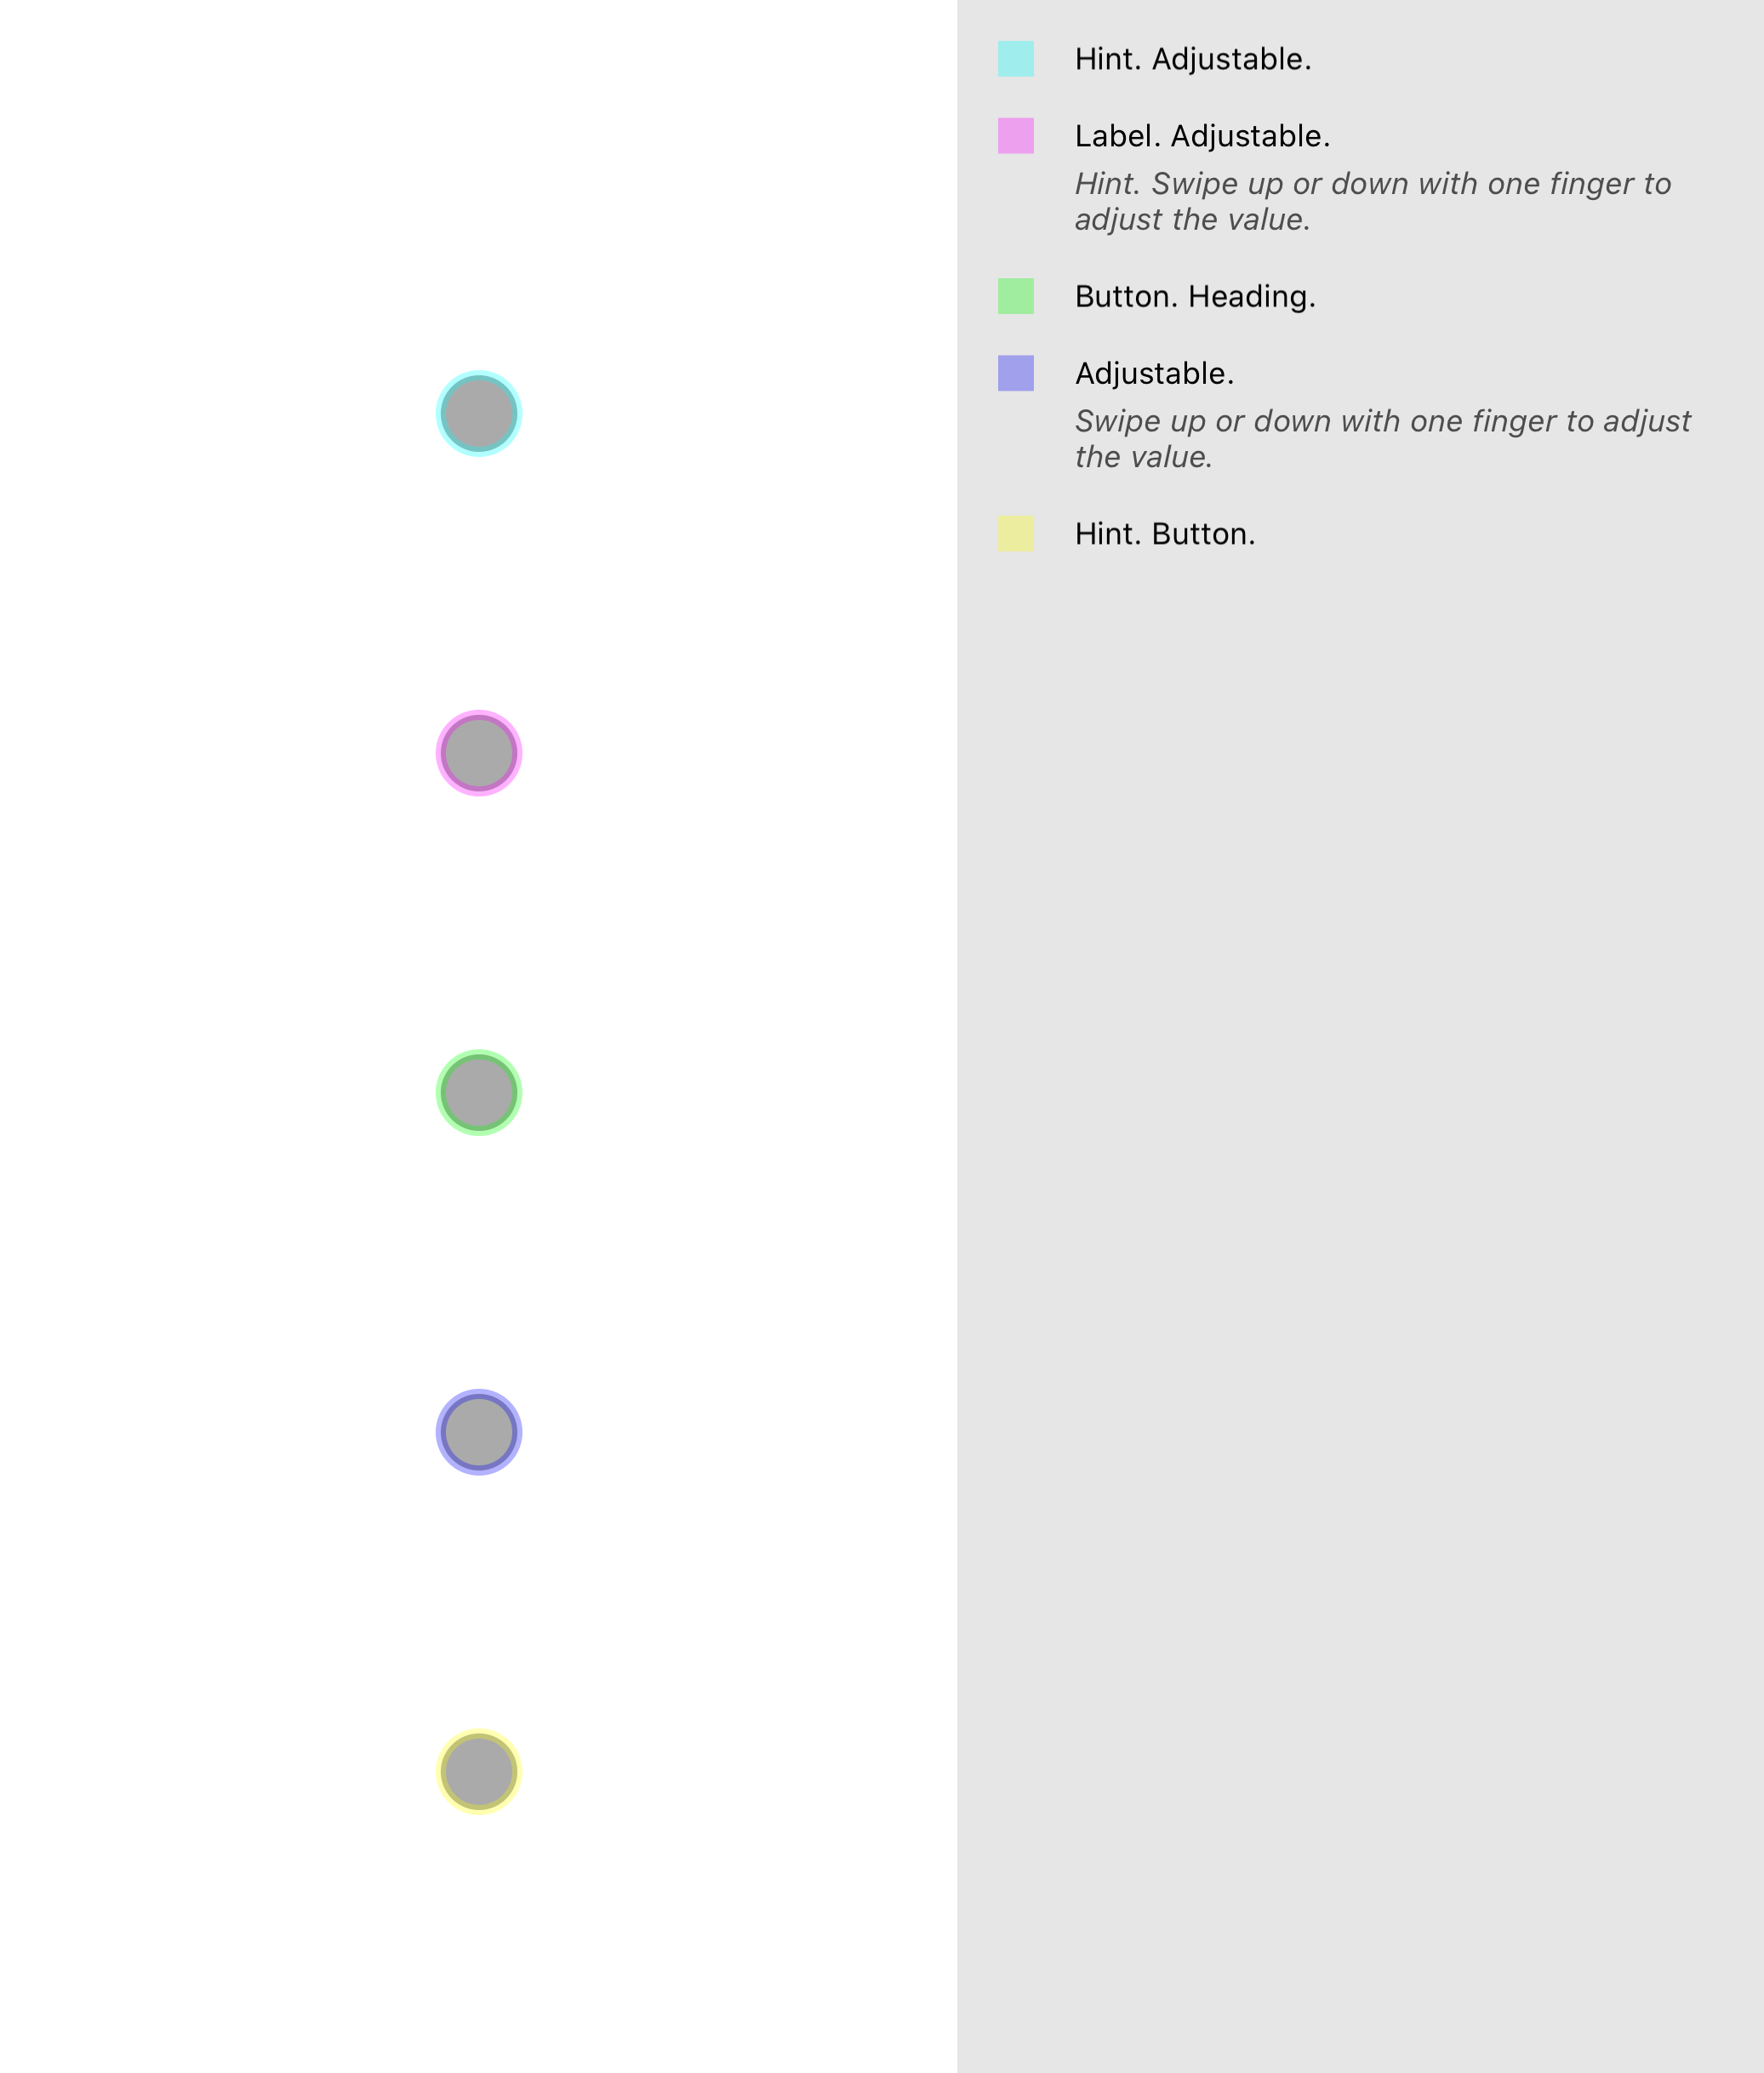 Hint. Adjustable.
Label. Adjustable.
Hint. Swipe up or down with one finger to
adjust the value.
Button. Heading.
Adjustable.
Swipe up or down with one finger to adjust
the value.
Hint. Button.